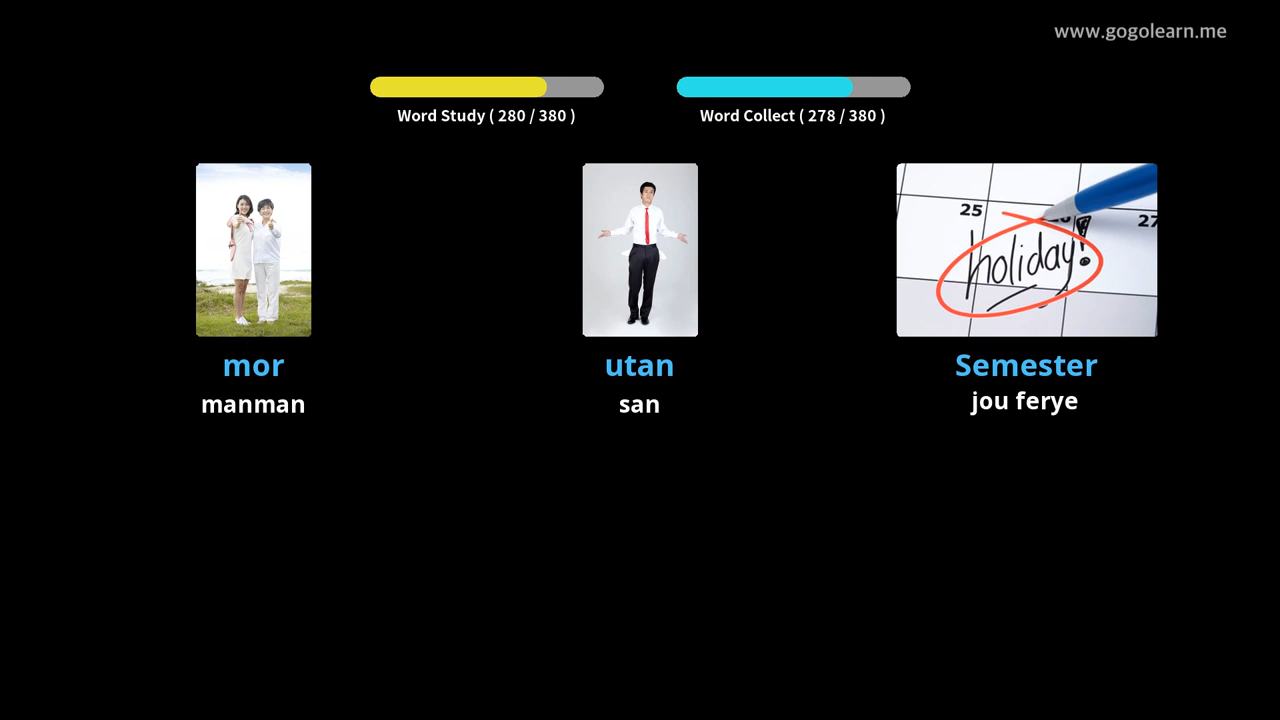 www.gogolearn.me
Word Study ( 280 / 380 )
Word Collect ( 278 / 380 )
25
27
holiday!
mor
utan
Semester
manman
san
jou ferye